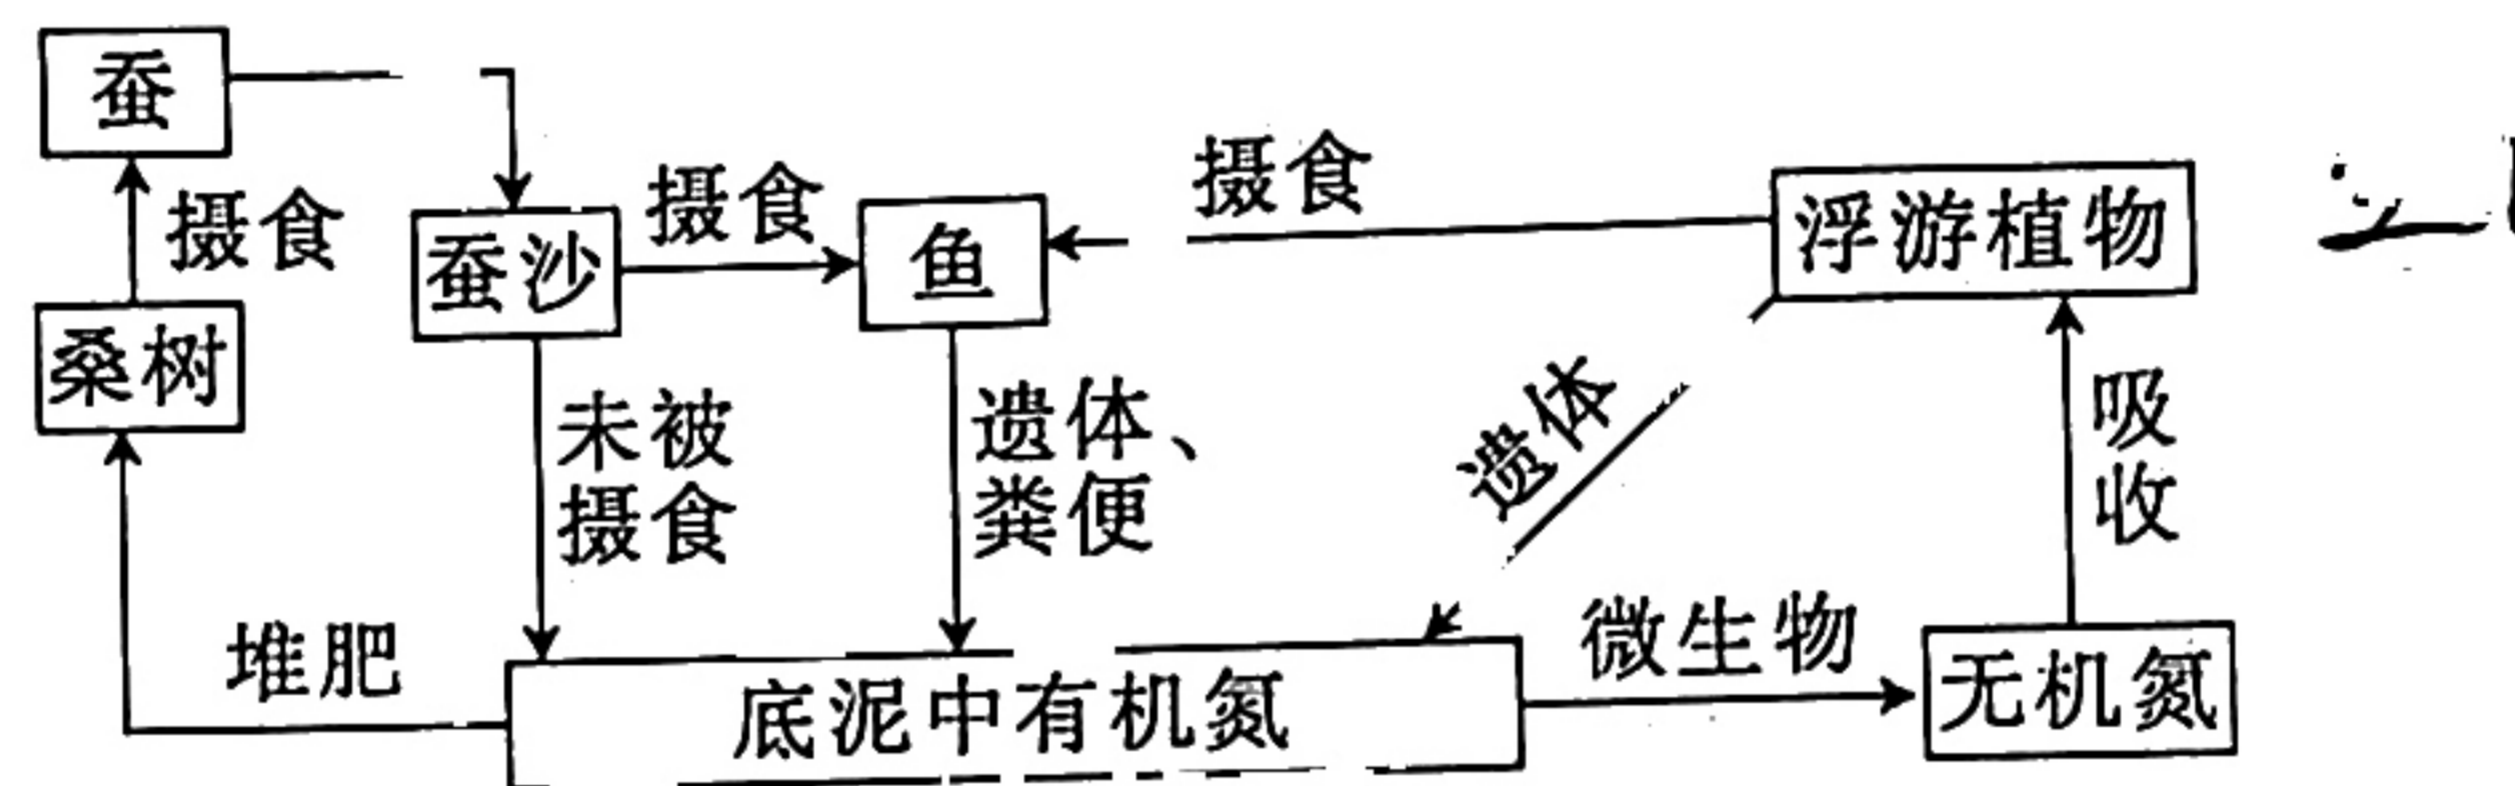 蚕
摄食
摄食
摄食
浮游植物
蚕沙
鱼
桑树
未被
摄食
遗体、
粪便
遗体
吸
收
堆肥
微生物
底泥中有机氮
无机氮